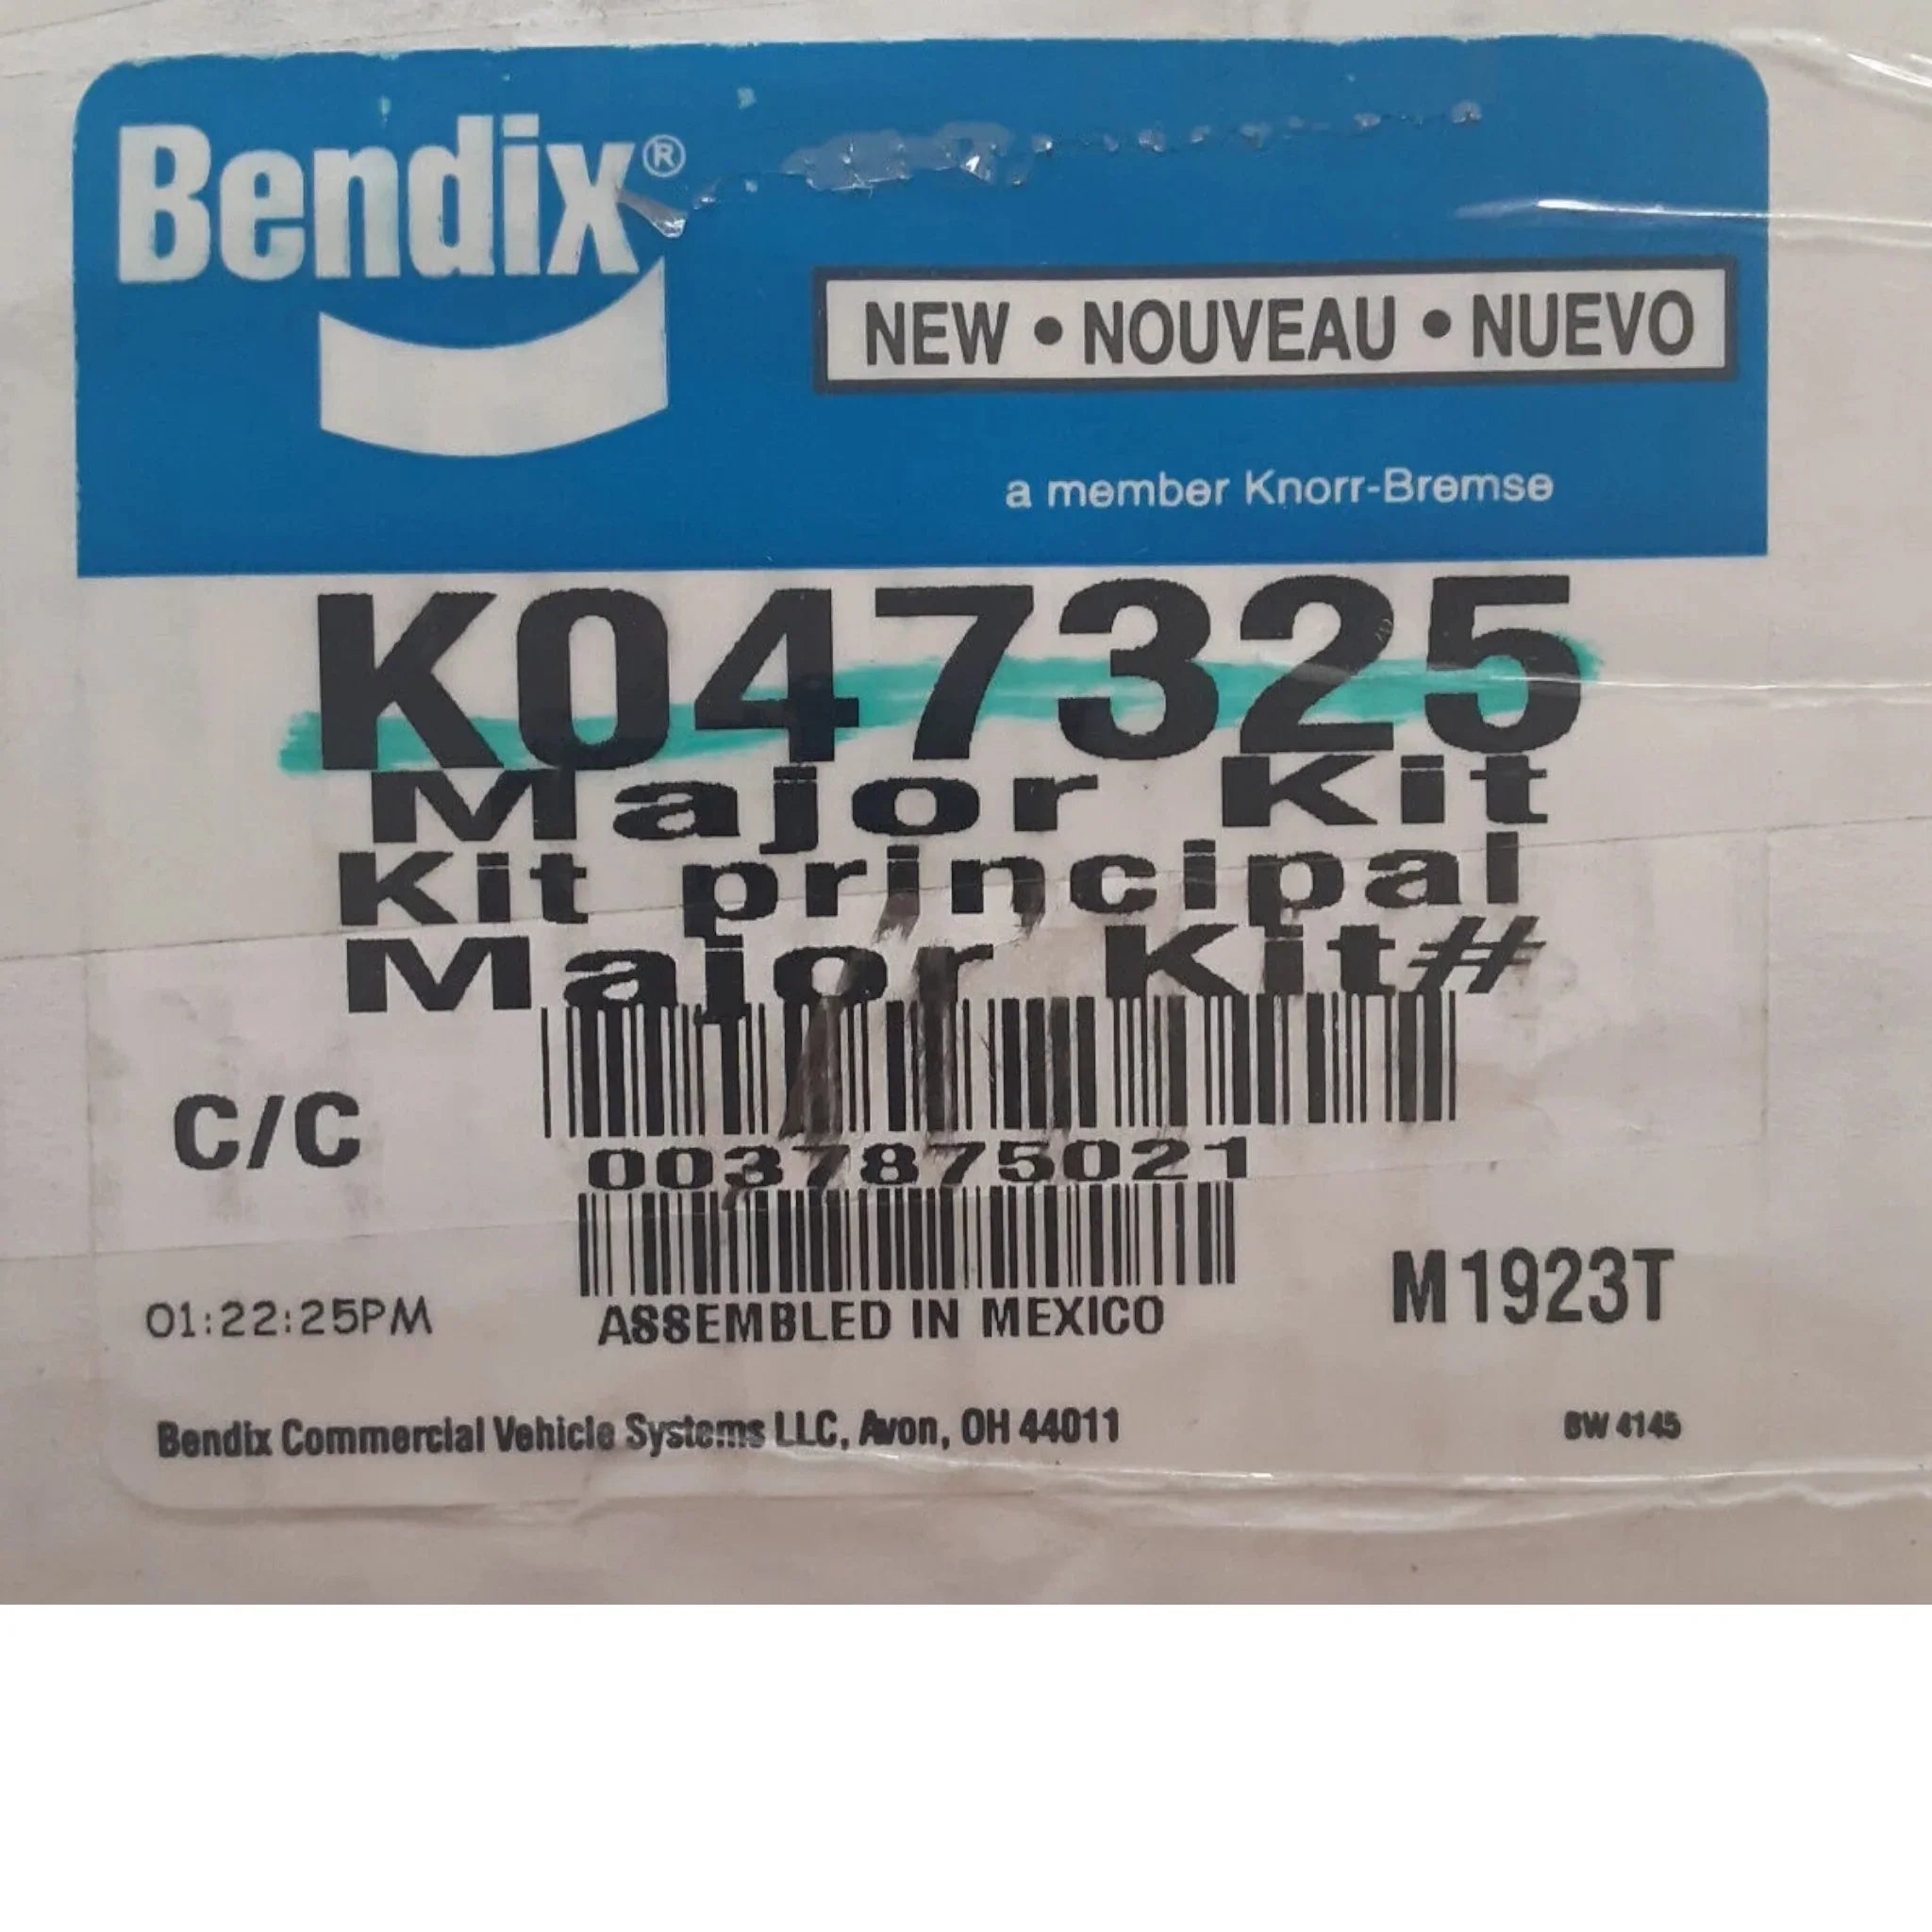 Bendix®
NEW • NOUVEAU • NUEVO
a member Knorr-Bremse
K047325
Major Kit
Kit principal
Major Kit#
C/C
0037875021
01:22:25PM
ASSEMBLED IN MEXICO
M1923T
Bendix Commercial Vehicle Systems LLC, Avon, OH 44011
BW 4145